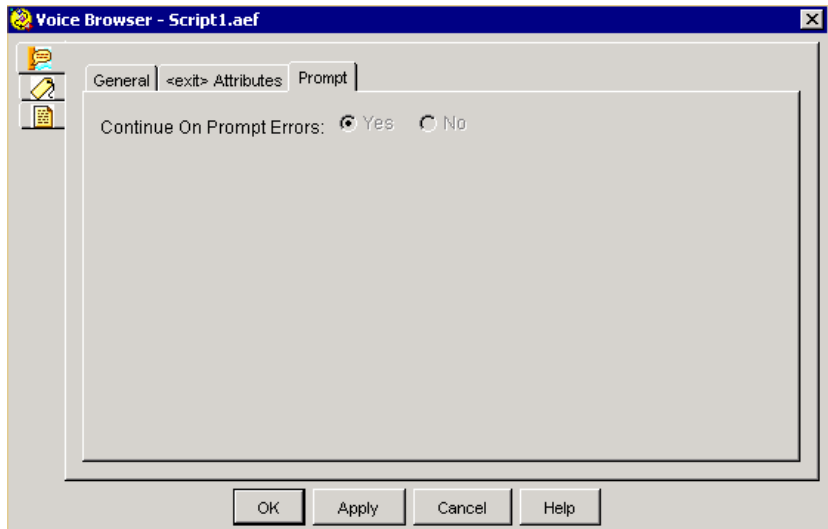 Voice Browser - Script1.aef
General <exit> Attributes Prompt
Continue On Prompt Errors: Yes No
OK Apply Cancel Help